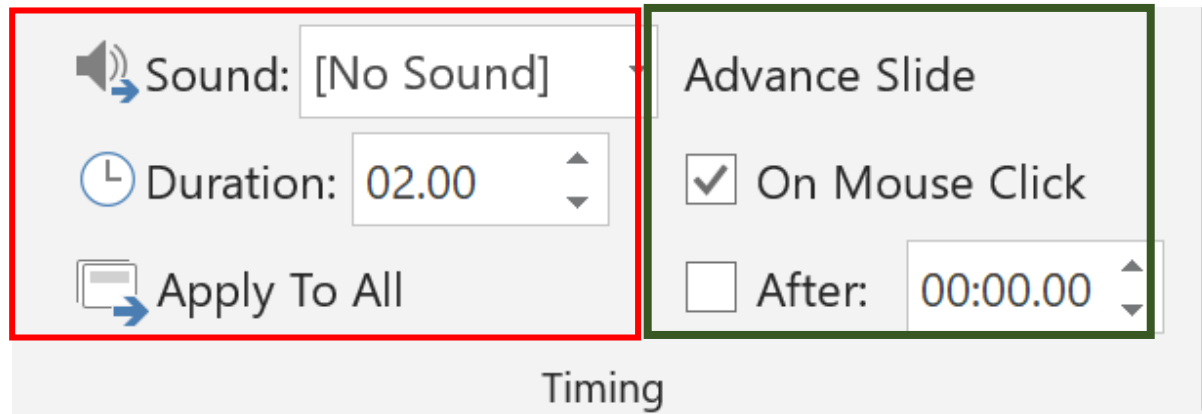 Sound: [No Sound]
Duration: 02.00
Apply To All
Advance Slide
On Mouse Click
After: 00:00.00
Timing